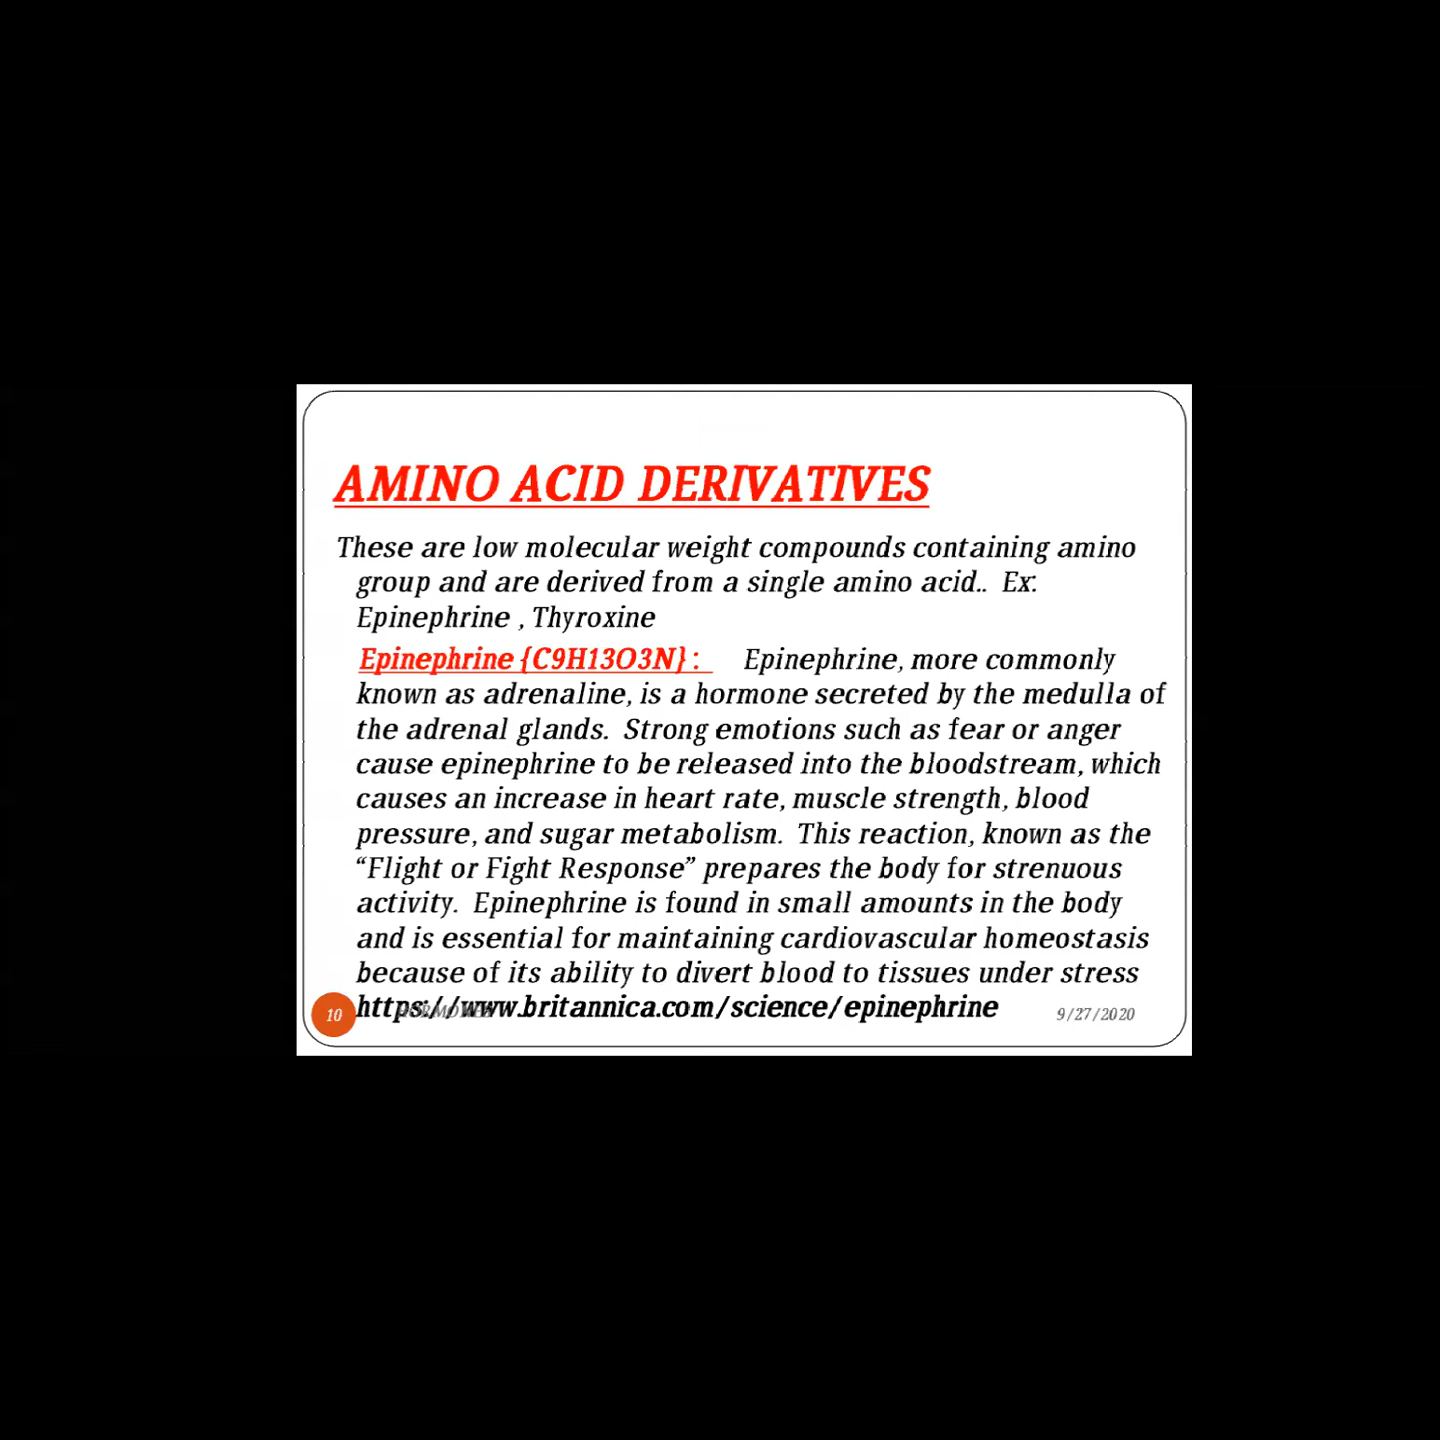 AMINO ACID DERIVATIVES
These are low molecular weight compounds containing amino
group and are derived from a single amino acid.. Ex:
Epinephrine , Thyroxine
Epinephrine {C9H13O3N} : Epinephrine, more commonly
known as adrenaline, is a hormone secreted by the medulla of
the adrenal glands. Strong emotions such as fear or anger
cause epinephrine to be released into the bloodstream, which
causes an increase in heart rate, muscle strength, blood
pressure, and sugar metabolism. This reaction, known as the
“Flight or Fight Response” prepares the body for strenuous
activity. Epinephrine is found in small amounts in the body
and is essential for maintaining cardiovascular homeostasis
because of its ability to divert blood to tissues under stress
https://www.britannica.com/science/epinephrine
10 9/27/2020